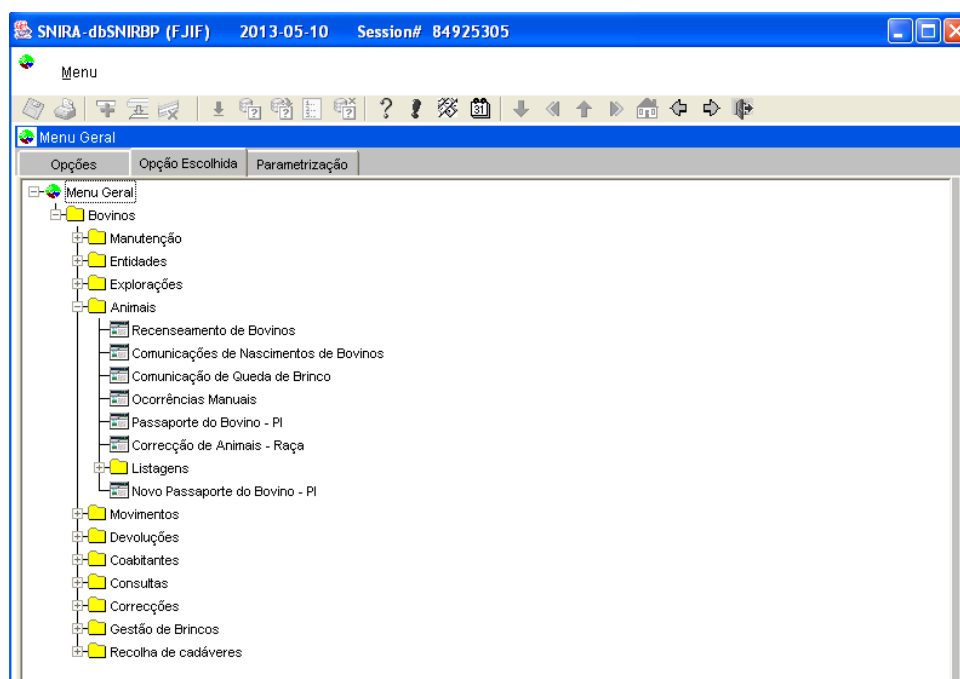 SNIRA-dbSNIRBP (FJIF) 2013-05-10 Session# 84925305
Menu
Menu Geral
Opções Opção Escolhida Parametrização
Menu Geral
Bovinos
Manutenção
Entidades
Explorações
Animais
Recenseamento de Bovinos
Comunicações de Nascimentos de Bovinos
Comunicação de Queda de Brinco
Ocorrências Manuais
Passaporte do Bovino - PI
Correcção de Animais - Raça
Listagens
Novo Passaporte do Bovino - PI
Movimentos
Devoluções
Coabitantes
Consultas
Correcções
Gestão de Brincos
Recolha de cadáveres